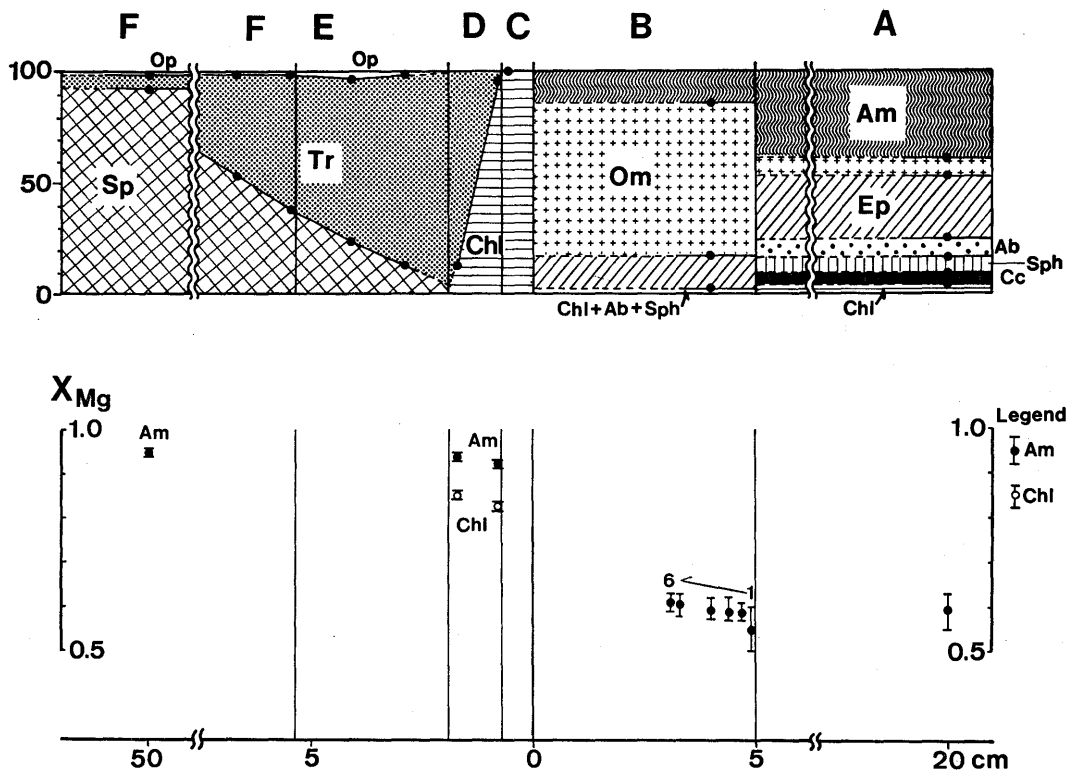 F F E D C B A
Op Op
100
50
0
Sp
Tr
Chl
Om
Am
Ep
Ab
Sph
Cc
Chl+Ab+Sph
Chl
XMg
1.0
0.5
Am
Am
Chl
6 1
1.0
0.5
Legend
Am
Chl
50 5 0 5 20 cm